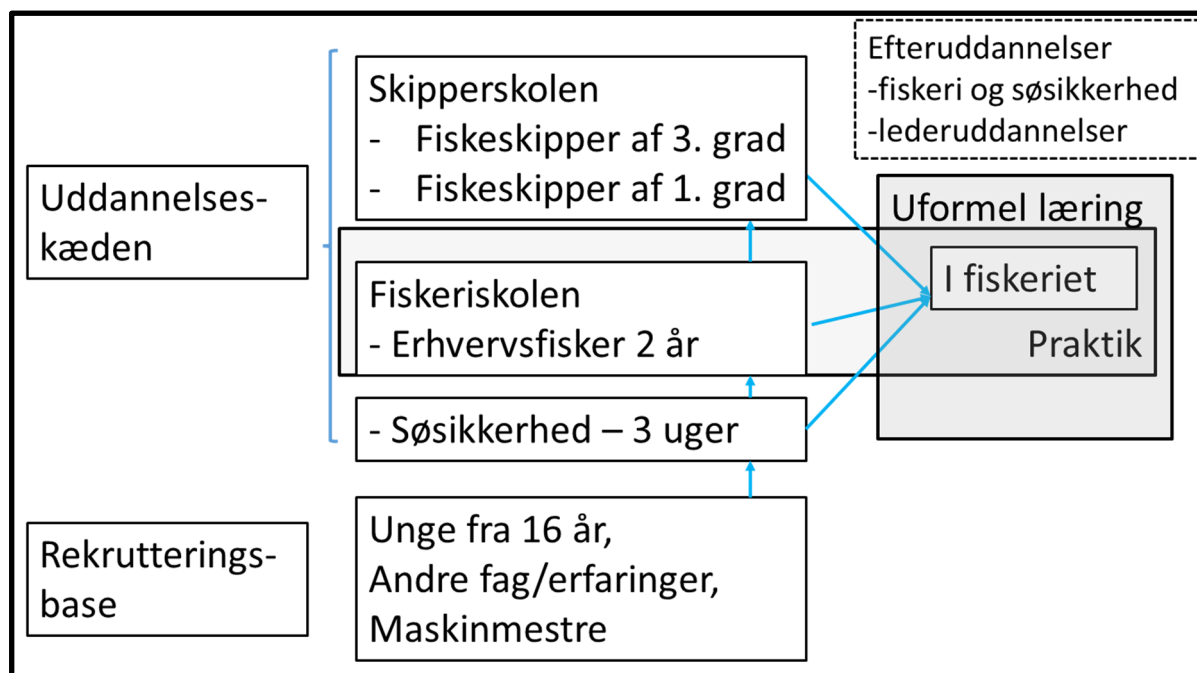 Efteruddannelser
-fiskeri og søsikkerhed
-lederuddannelser
Uddannelses-
kæden
Skipperskolen
- Fiskeskipper af 3. grad
- Fiskeskipper af 1. grad
Uformel læring
I fiskeriet
Praktik
Fiskeriskolen
- Erhvervsfisker 2 år
- Søsikkerhed – 3 uger
Rekrutterings-
base
Unge fra 16 år,
Andre fag/erfaringer,
Maskinmestre